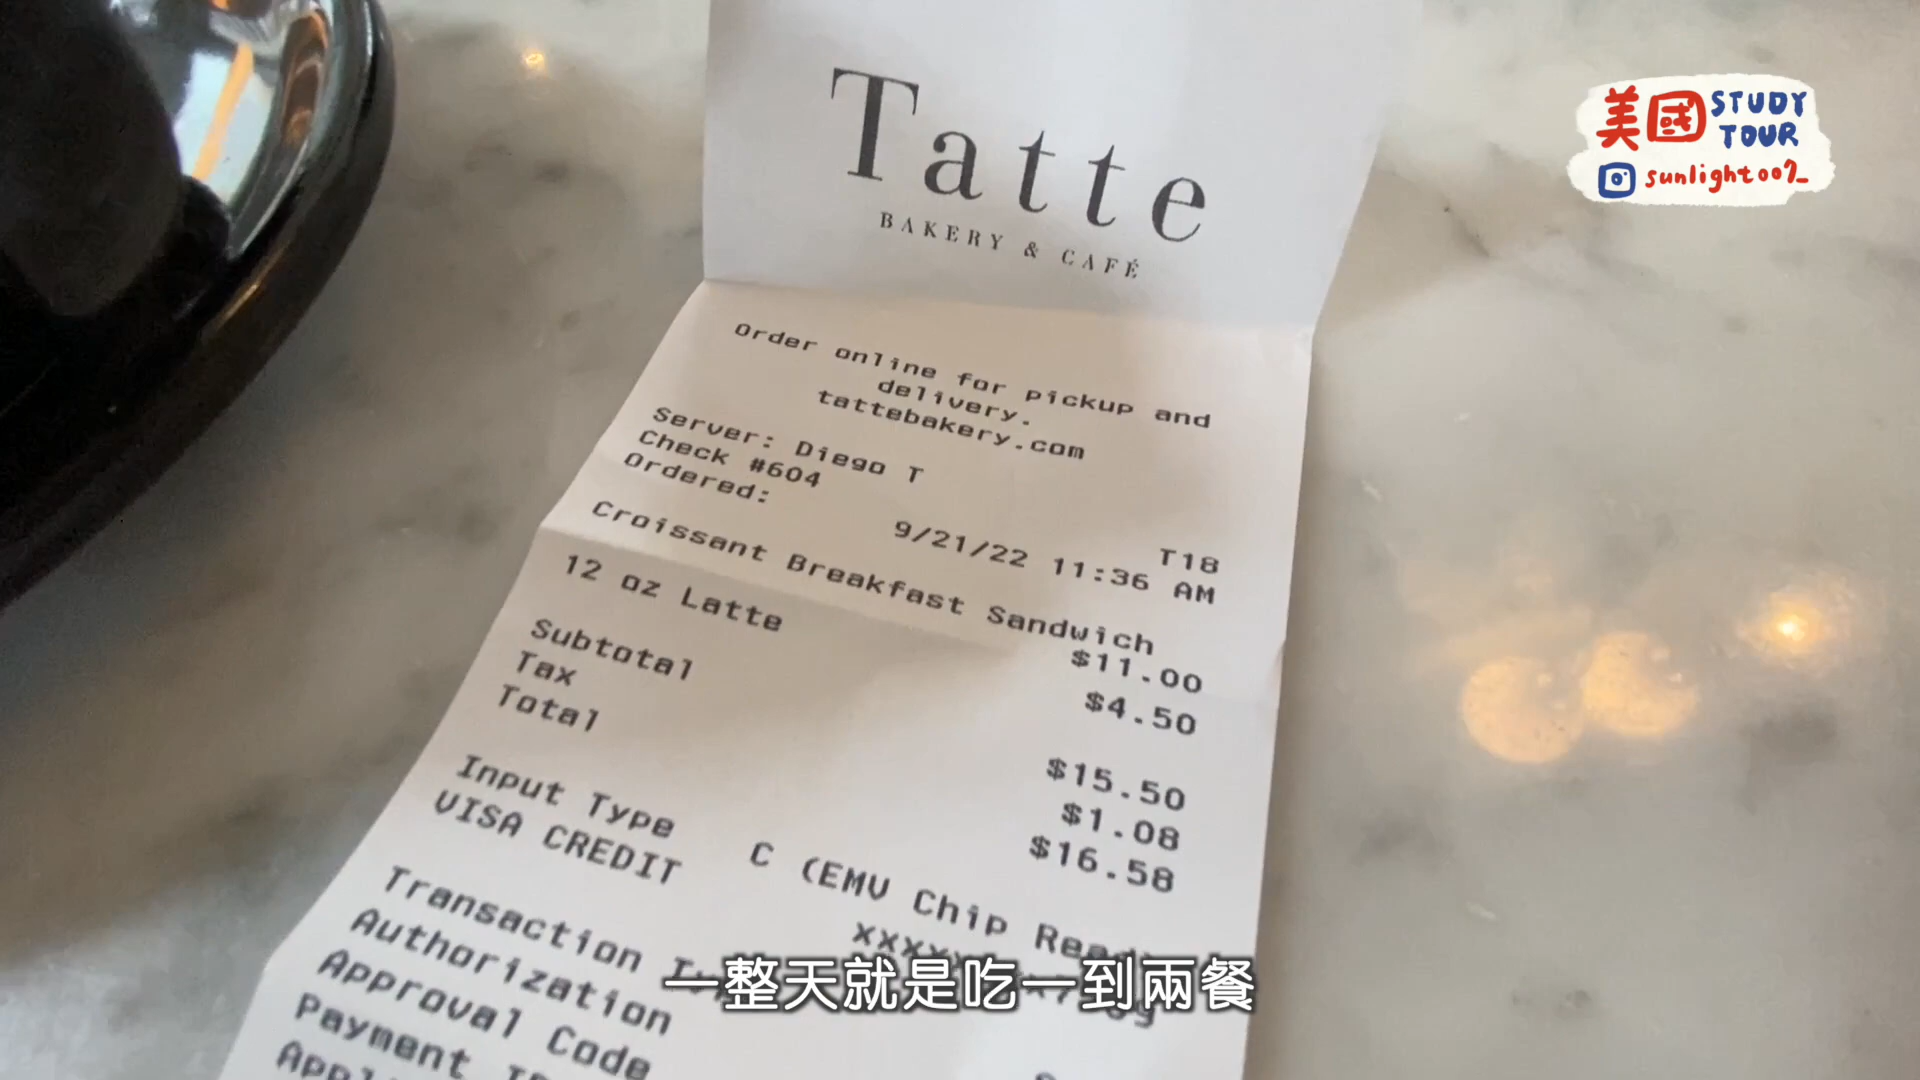 Tatte
BAKERY & CAFÉ
美國 STUDY TOUR
sunlight007_
Order online for pickup and
delivery.
tattebakery.com
Server: Diego T
Check #604
T18
Ordered:
9/21/22 11:36 AM
Croissant Breakfast Sandwich
$11.00
12 oz Latte
$4.50
Subtotal
$15.50
Tax
$1.08
Total
$16.58
Input Type
C (EMV Chip Read
VISA CREDIT
Transaction
Authorization
Approval Code
Payment
一整天就是吃一到兩餐